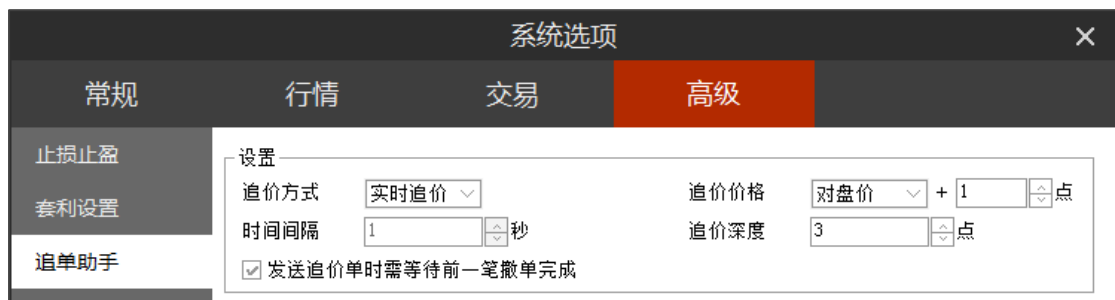 系统选项
常规 行情 交易 高级
止损止盈
套利设置
追单助手
设置
追价方式 实时追价 追价价格 对盘价 + 1 点
时间间隔 1 秒 追价深度 3 点
发送追价单时需等待前一笔撤单完成